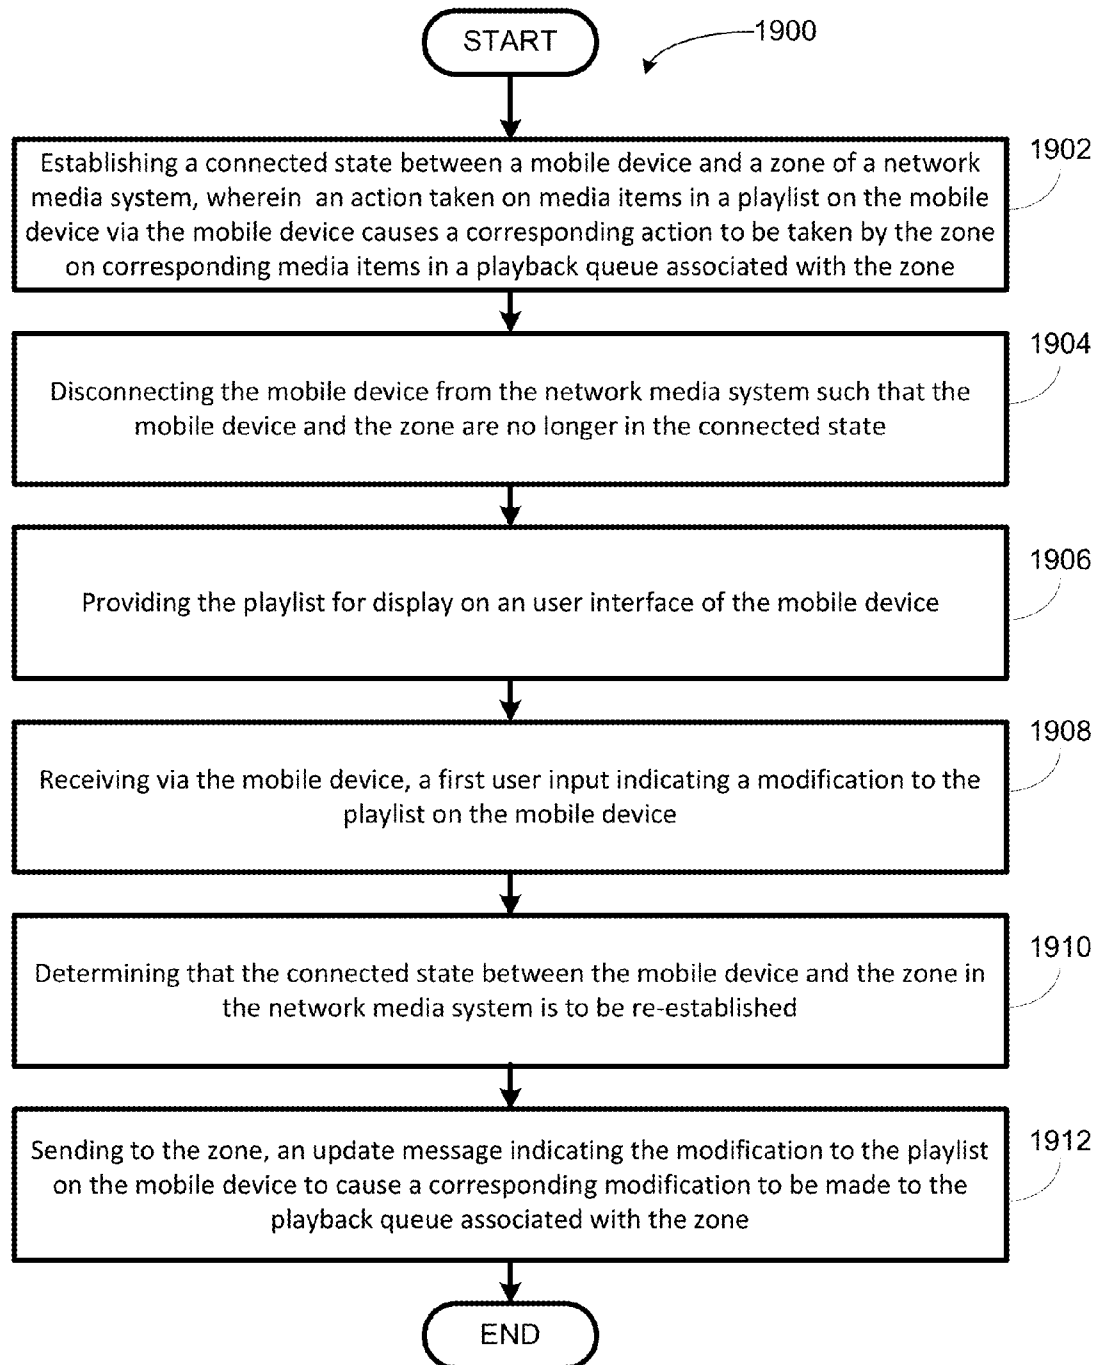 START
1900
Establishing a connected state between a mobile device and a zone of a network
media system, wherein  an action taken on media items in a playlist on the mobile
device via the mobile device causes a corresponding action to be taken by the zone
on corresponding media items in a playback queue associated with the zone
1902
Disconnecting the mobile device from the network media system such that the
mobile device and the zone are no longer in the connected state
1904
Providing the playlist for display on an user interface of the mobile device
1906
Receiving via the mobile device, a first user input indicating a modification to the
playlist on the mobile device
1908
Determining that the connected state between the mobile device and the zone in
the network media system is to be re-established
1910
Sending to the zone, an update message indicating the modification to the playlist
on the mobile device to cause a corresponding modification to be made to the
playback queue associated with the zone
1912
END